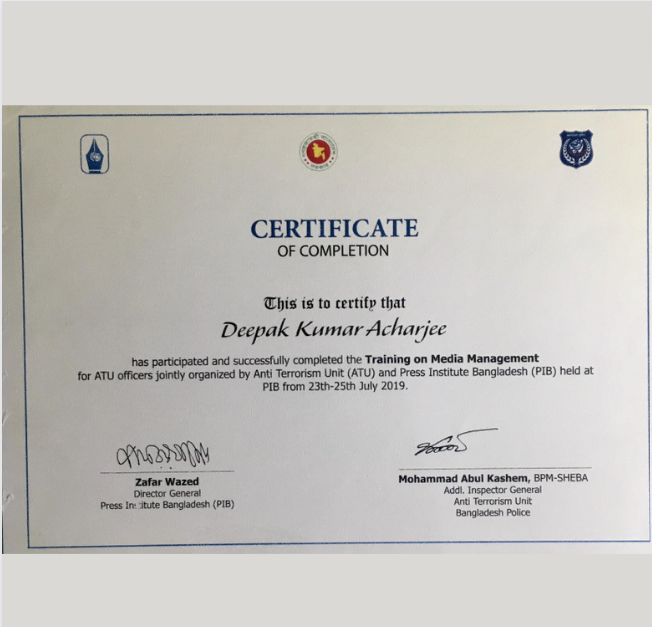 CERTIFICATE
OF COMPLETION
This is to certify that
Deepak Kumar Acharjee
has participated and successfully completed the Training on Media Management
for ATU officers jointly organized by Anti Terrorism Unit (ATU) and Press Institute Bangladesh (PIB) held at
PIB from 23th-25th July 2019.
Zafar Wazed
Director General
Press Institute Bangladesh (PIB)
Mohammad Abul Kashem, BPM-SHEBA
Addl. Inspector General
Anti Terrorism Unit
Bangladesh Police